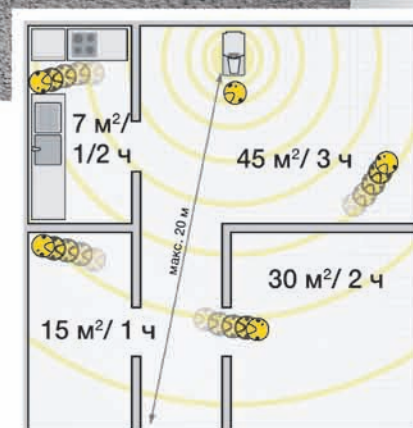 7 м²/
1/2 ч
45 м²/ 3 ч
макс. 20 м
30 м²/ 2 ч
15 м²/ 1 ч